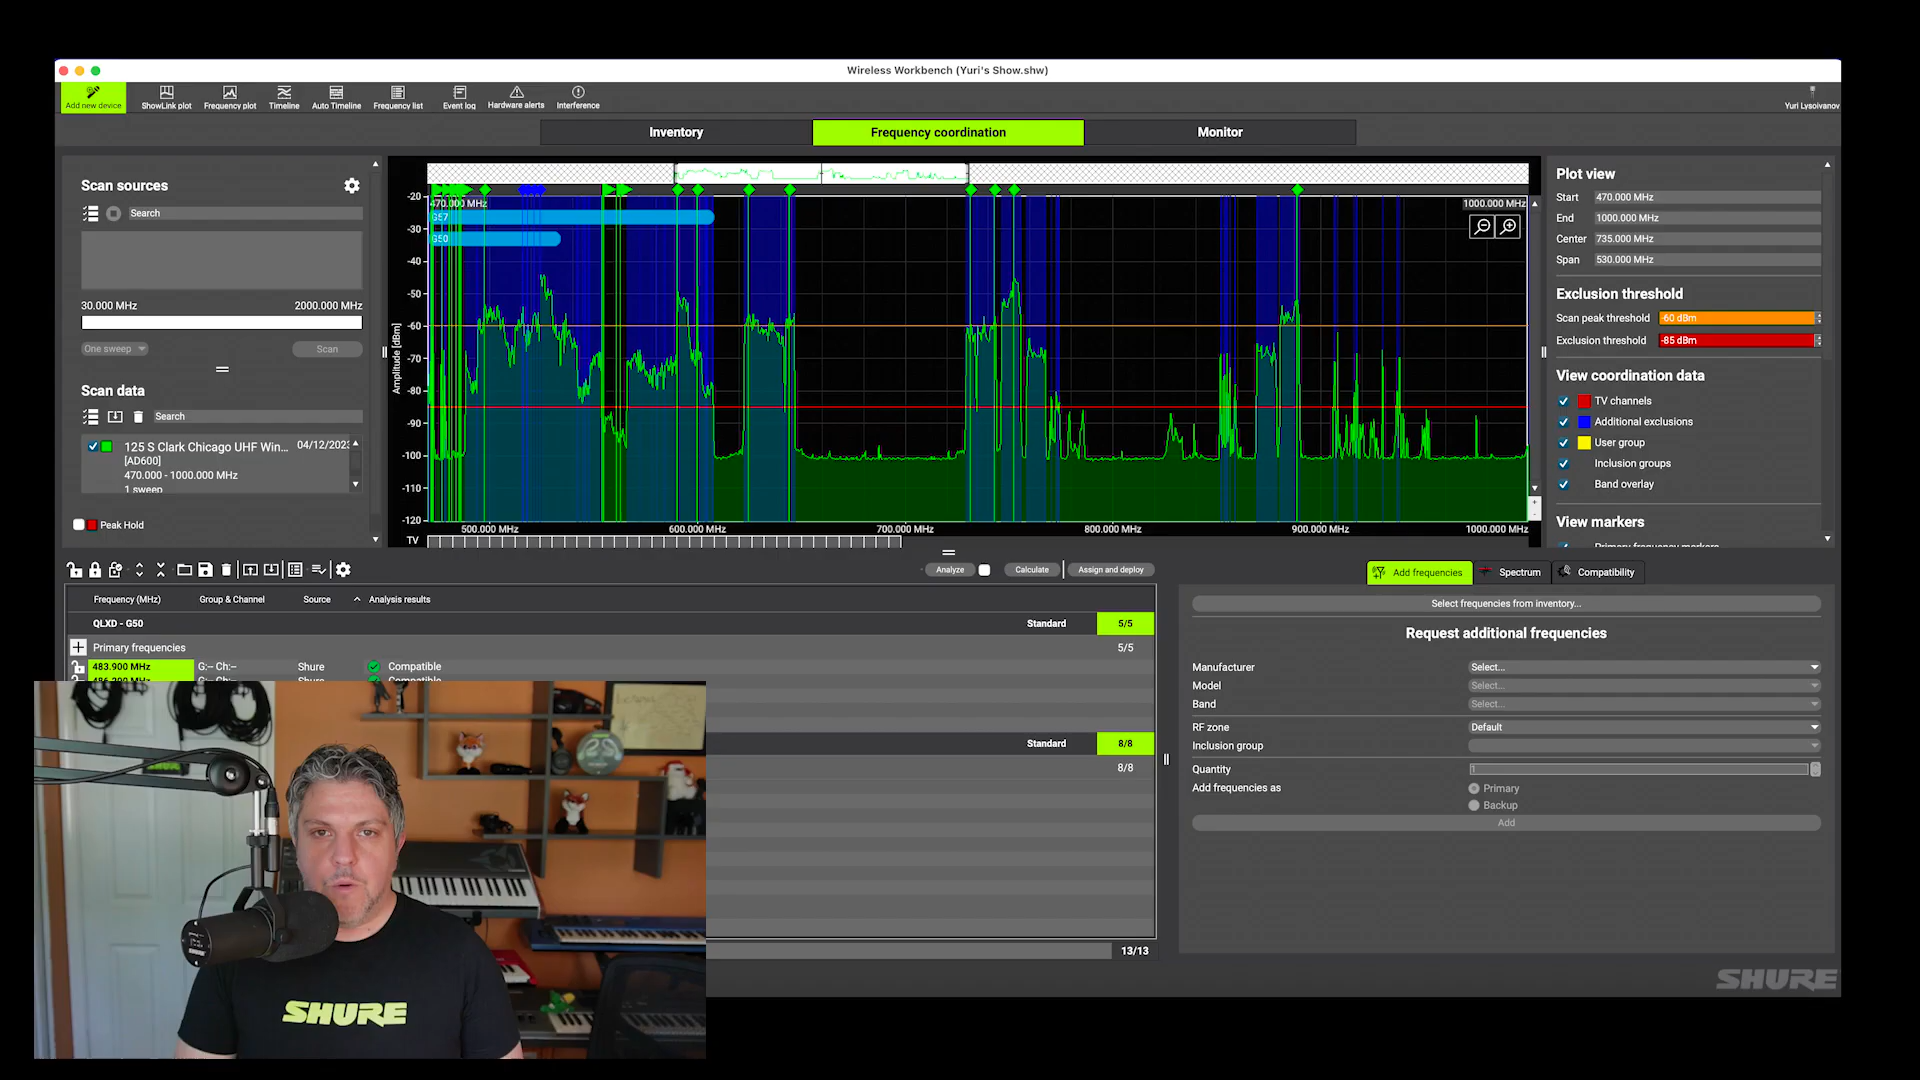 Wireless Workbench (Yuri's Show.shw)
Add new device
ShowLink plot
Frequency plot
Timeline
Auto Timeline
Frequency list
Event log
Hardware alerts
Interference
Yuri Lysoivanov
Inventory
Frequency coordination
Monitor
Scan sources
Search
30.000 MHz
2000.000 MHz
One sweep
Scan
Scan data
Search
125 S Clark Chicago UHF Win... 04/12/2023
[AD600]
470.000 - 1000.000 MHz
1 sweep
Peak Hold
470.000 MHz
1000.000 MHz
G57
G50
Amplitude [dBm]
-20
-30
-40
-50
-60
-70
-80
-90
-100
-110
-120
500.000 MHz
600.000 MHz
700.000 MHz
800.000 MHz
900.000 MHz
1000.000 MHz
TV
Plot view
Start 470.000 MHz
End 1000.000 MHz
Center 735.000 MHz
Span 530.000 MHz
Exclusion threshold
Scan peak threshold -60 dBm
Exclusion threshold -85 dBm
View coordination data
TV channels
Additional exclusions
User group
Inclusion groups
Band overlay
View markers
Primary frequency markers
Analyze
Calculate
Assign and deploy
Frequency (MHz)
Group & Channel
Source
Analysis results
QLXD - G50 Standard 5/5
Primary frequencies 5/5
483.900 MHz G:-- Ch:-- Shure Compatible
Compatible
Standard 8/8
8/8
13/13
Add frequencies
Spectrum
Compatibility
Select frequencies from inventory...
Request additional frequencies
Manufacturer Select...
Model Select...
Band Select...
RF zone Default
Inclusion group
Quantity 1
Add frequencies as Primary
Backup
Add
SHURE
SHURE